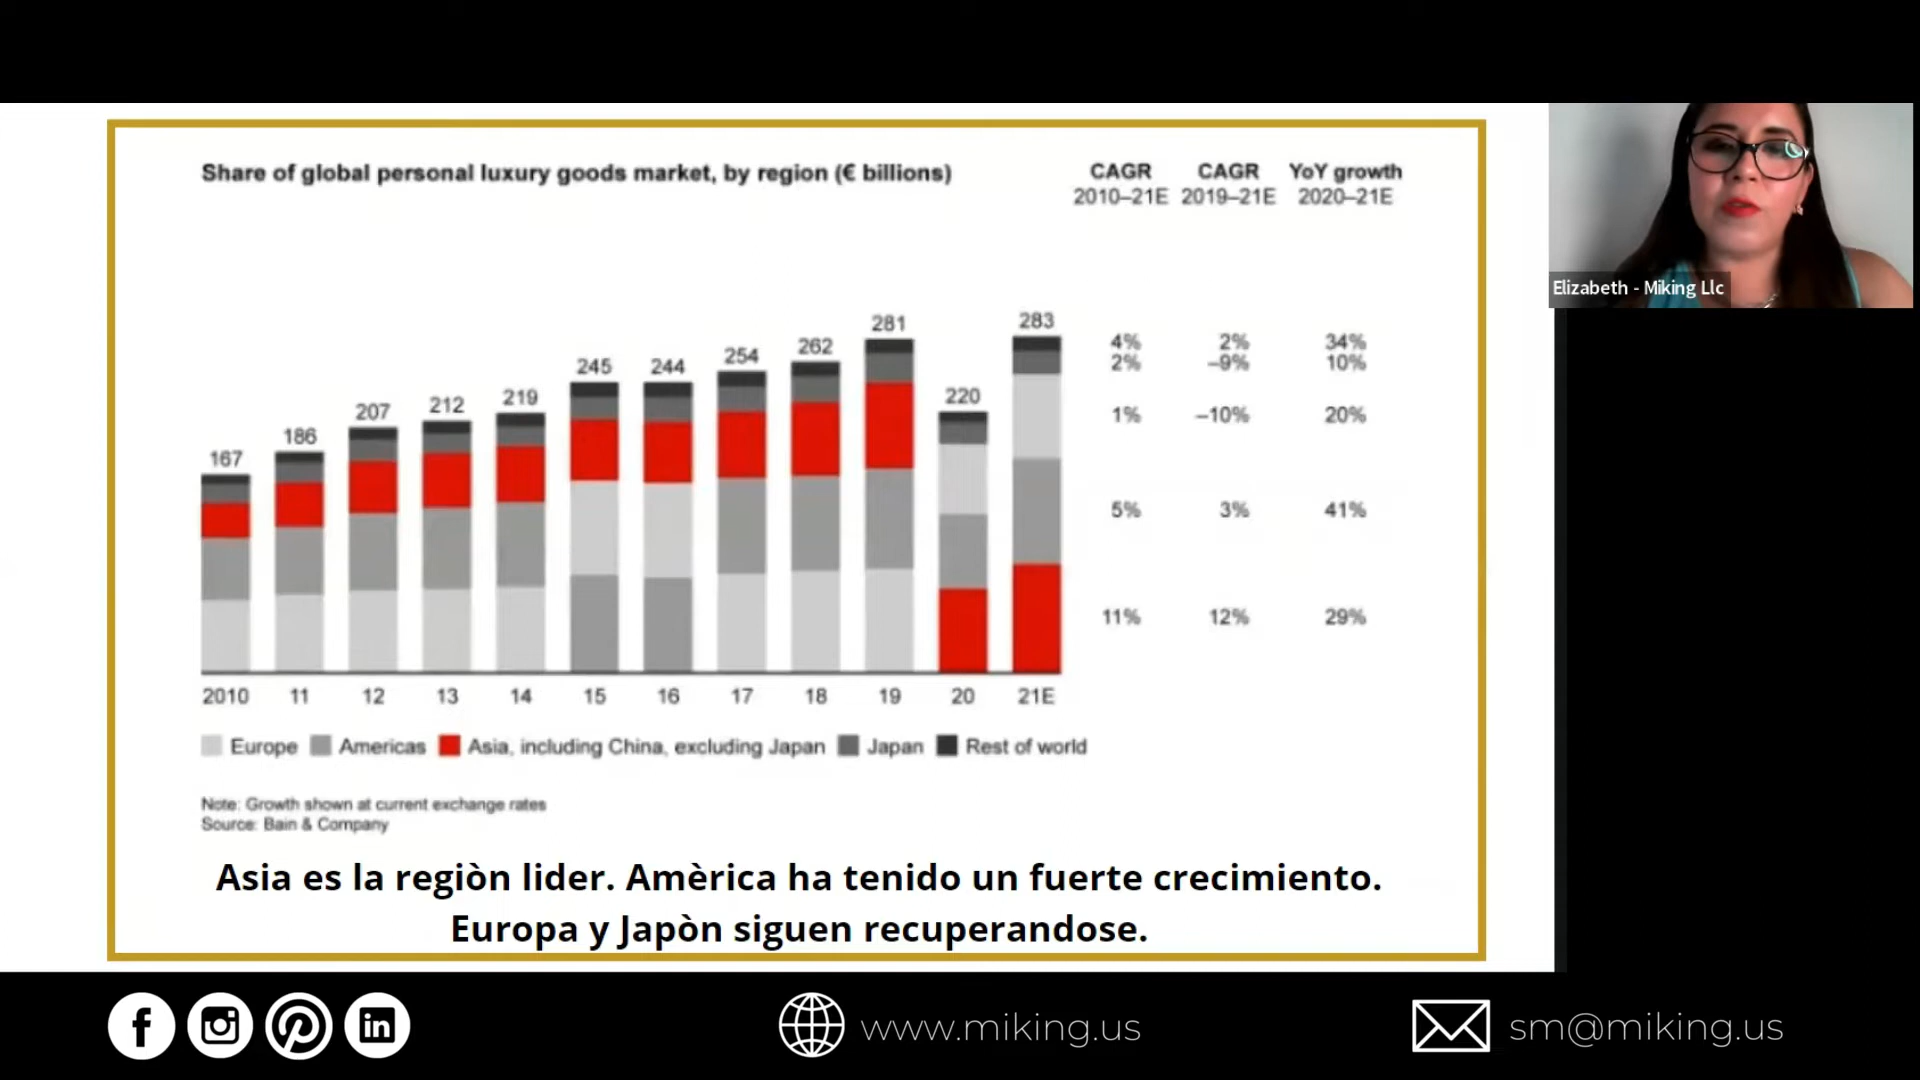 Share of global personal luxury goods market, by region (€ billions)
CAGR CAGR YoY growth
2010–21E 2019–21E 2020–21E
Elizabeth - Miking Llc
167 186 207 212 219 245 244 254 262 281 220 283
4% 2% 34%
2% –9% 10%
1% –10% 20%
5% 3% 41%
11% 12% 29%
2010 11 12 13 14 15 16 17 18 19 20 21E
Europe Americas Asia, including China, excluding Japan Japan Rest of world
Note: Growth shown at current exchange rates
Source: Bain & Company
Asia es la regiòn lider. Amèrica ha tenido un fuerte crecimiento.
Europa y Japòn siguen recuperandose.
www.miking.us
sm@miking.us